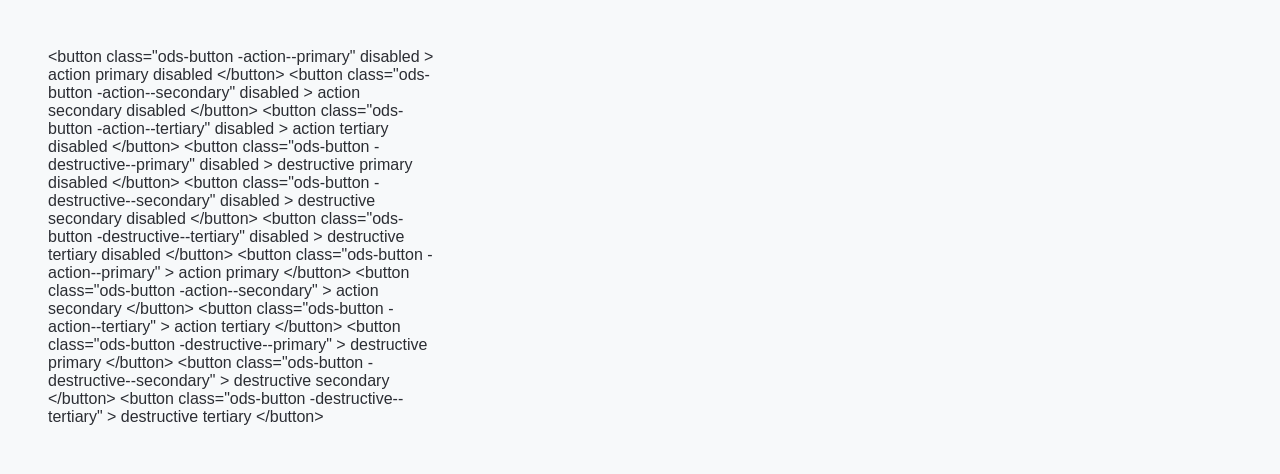 <button class="ods-button -action--primary" disabled >
action primary disabled </button> <button class="ods-
button -action--secondary" disabled > action
secondary disabled </button> <button class="ods-
button -action--tertiary" disabled > action tertiary
disabled </button> <button class="ods-button -
destructive--primary" disabled > destructive primary
disabled </button> <button class="ods-button -
destructive--secondary" disabled > destructive
secondary disabled </button> <button class="ods-
button -destructive--tertiary" disabled > destructive
tertiary disabled </button> <button class="ods-button -
action--primary" > action primary </button> <button
class="ods-button -action--secondary" > action
secondary </button> <button class="ods-button -
action--tertiary" > action tertiary </button> <button
class="ods-button -destructive--primary" > destructive
primary </button> <button class="ods-button -
destructive--secondary" > destructive secondary
</button> <button class="ods-button -destructive--
tertiary" > destructive tertiary </button>